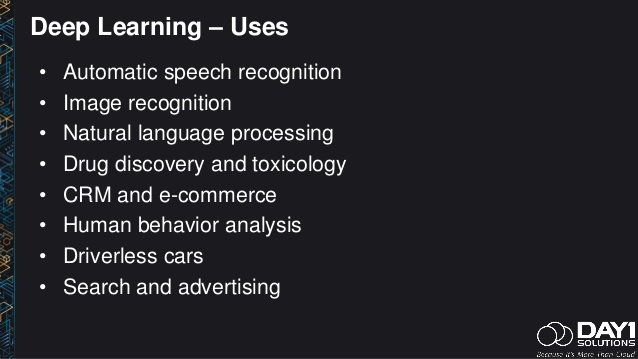 Deep Learning – Uses
• Automatic speech recognition
• Image recognition
• Natural language processing
• Drug discovery and toxicology
• CRM and e-commerce
• Human behavior analysis
• Driverless cars
• Search and advertising
DAY1
SOLUTIONS
Because It's More Than Cloud